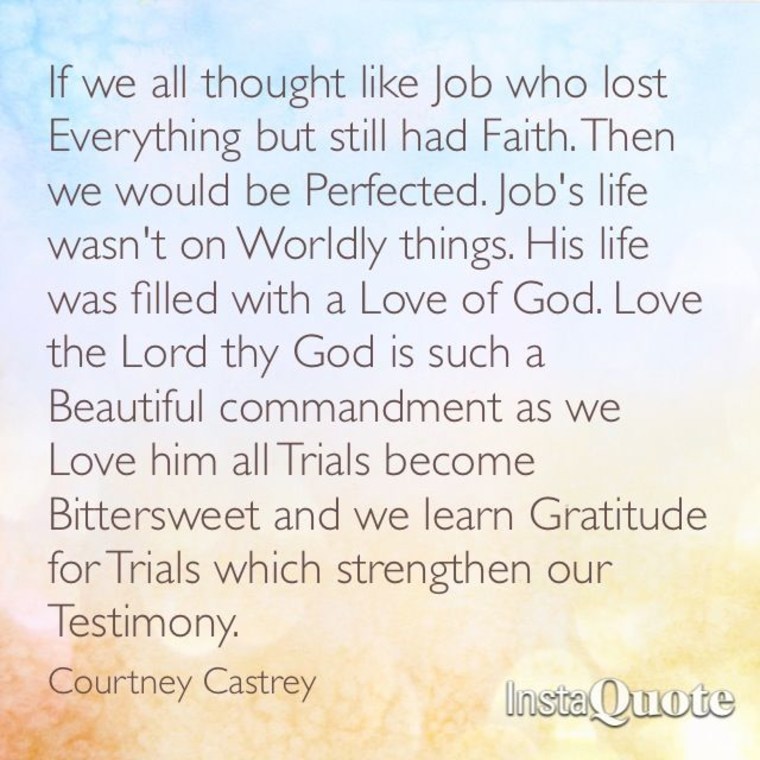 If we all thought like Job who lost
Everything but still had Faith. Then
we would be Perfected. Job's life
wasn't on Worldly things. His life
was filled with a Love of God. Love
the Lord thy God is such a
Beautiful commandment as we
Love him all Trials become
Bittersweet and we learn Gratitude
for Trials which strengthen our
Testimony.
Courtney Castrey
InstaQuote